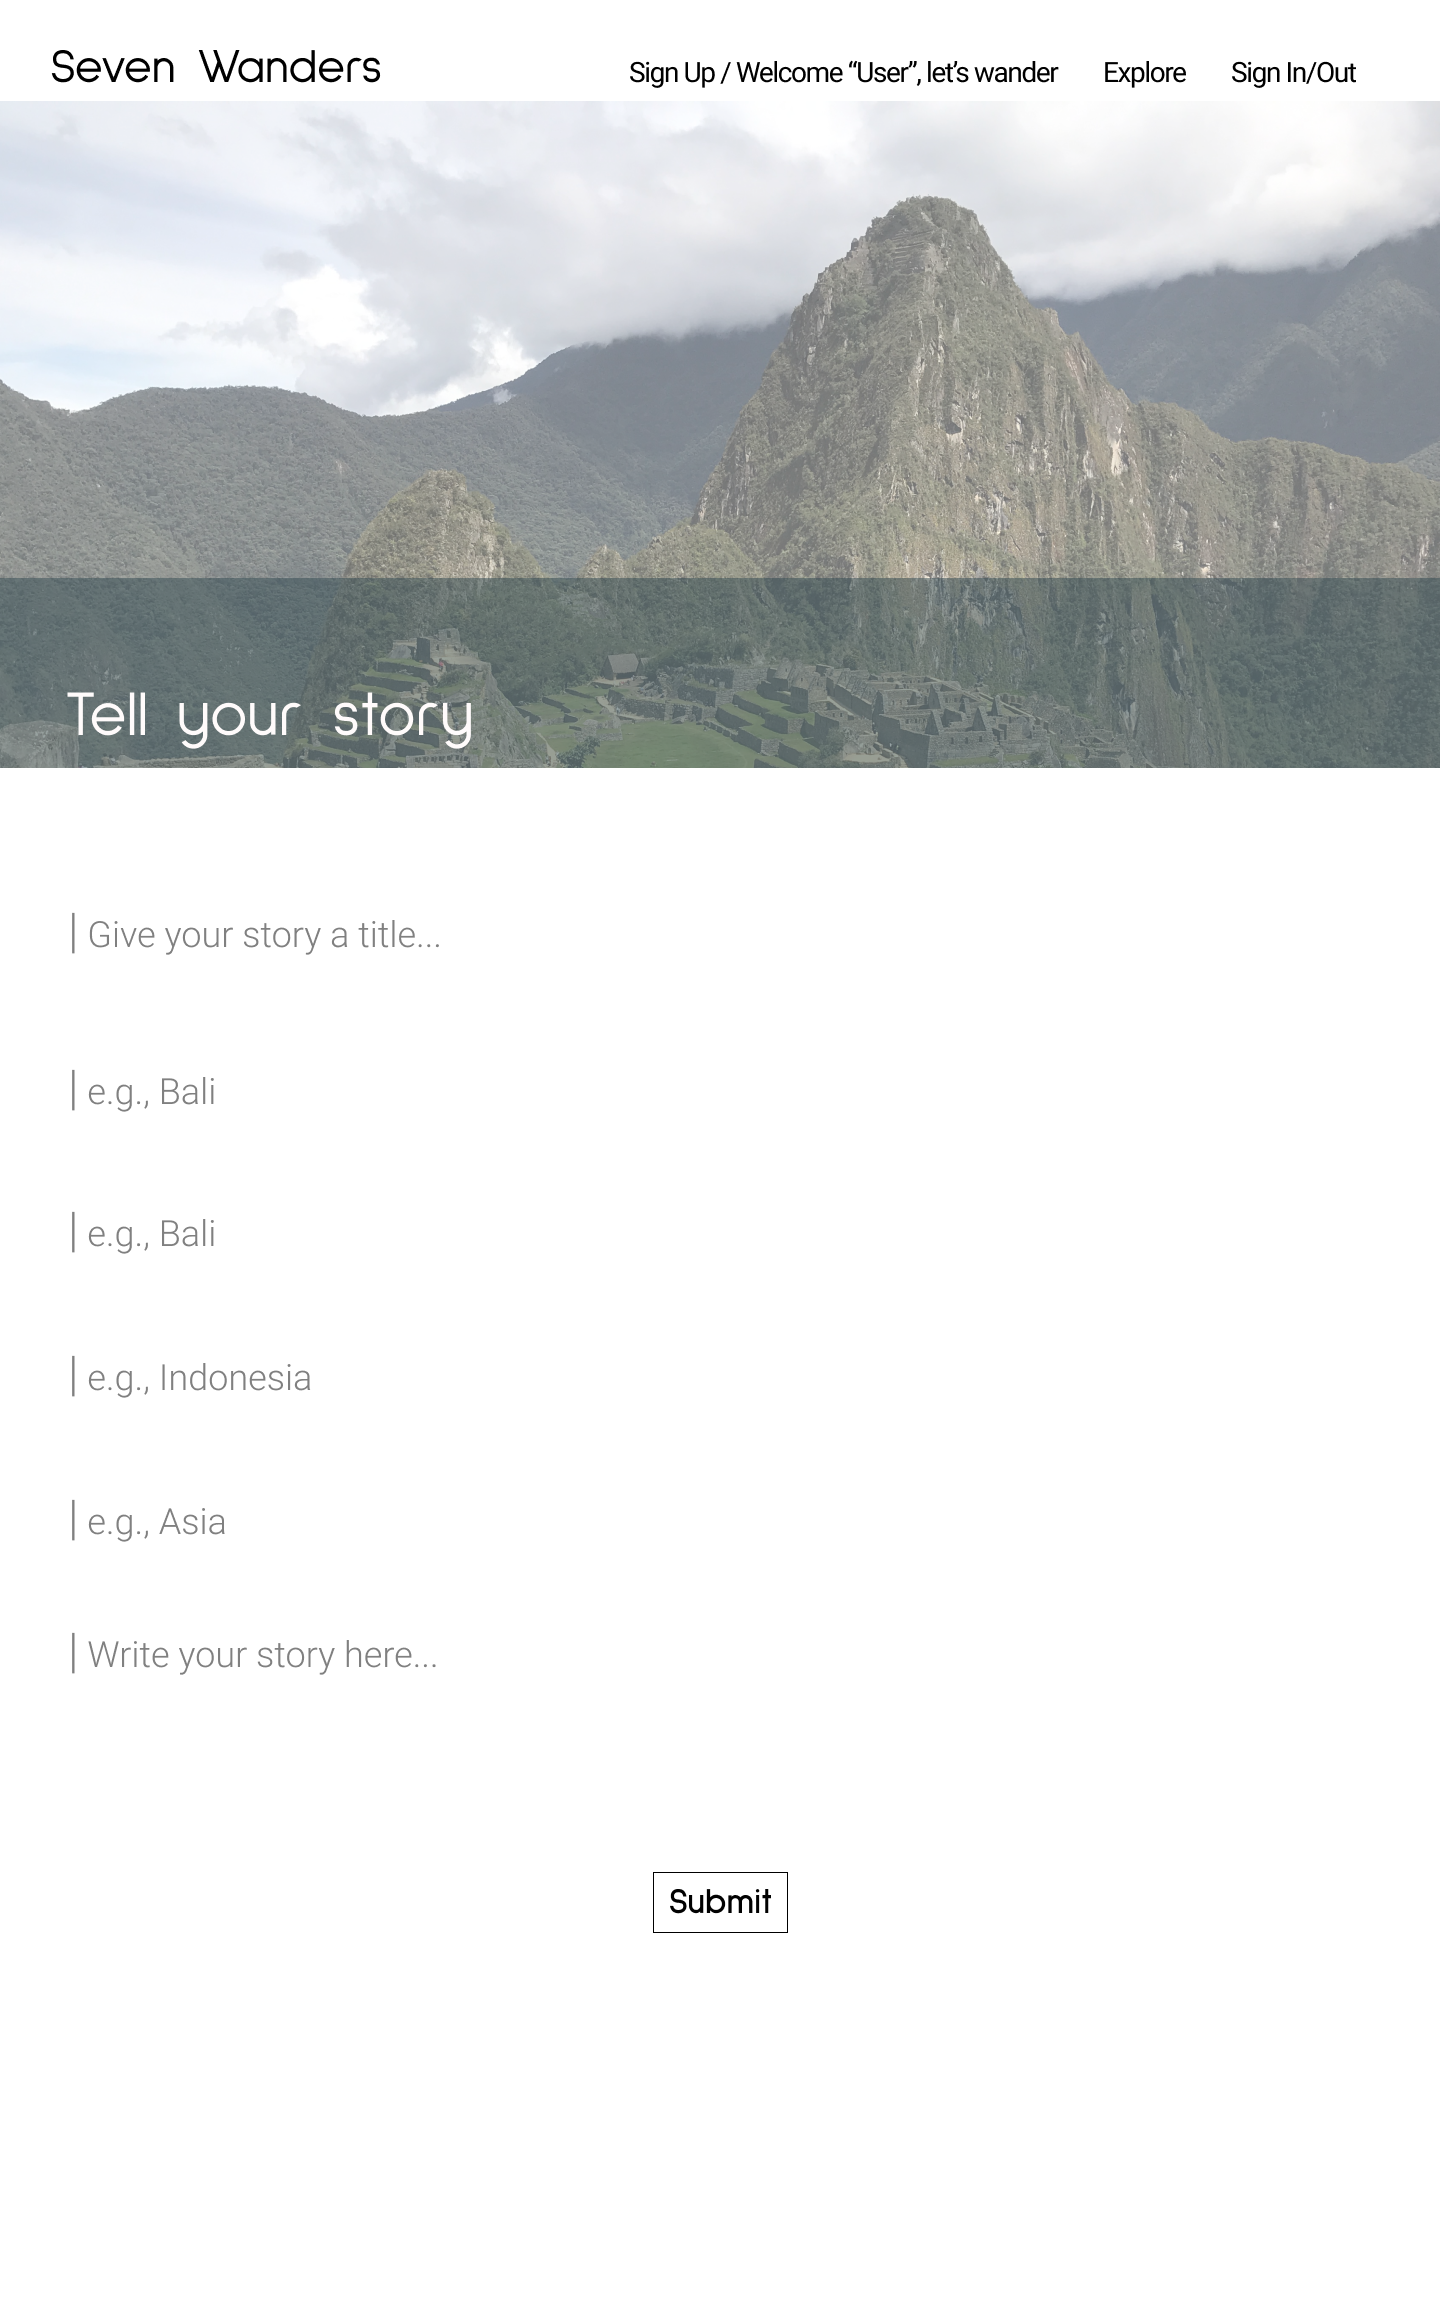 Seven Wanders
Sign Up / Welcome “User”, let’s wander Explore Sign In/Out
Tell your story
Give your story a title...
e.g., Bali
e.g., Bali
e.g., Indonesia
e.g., Asia
Write your story here...
Submit